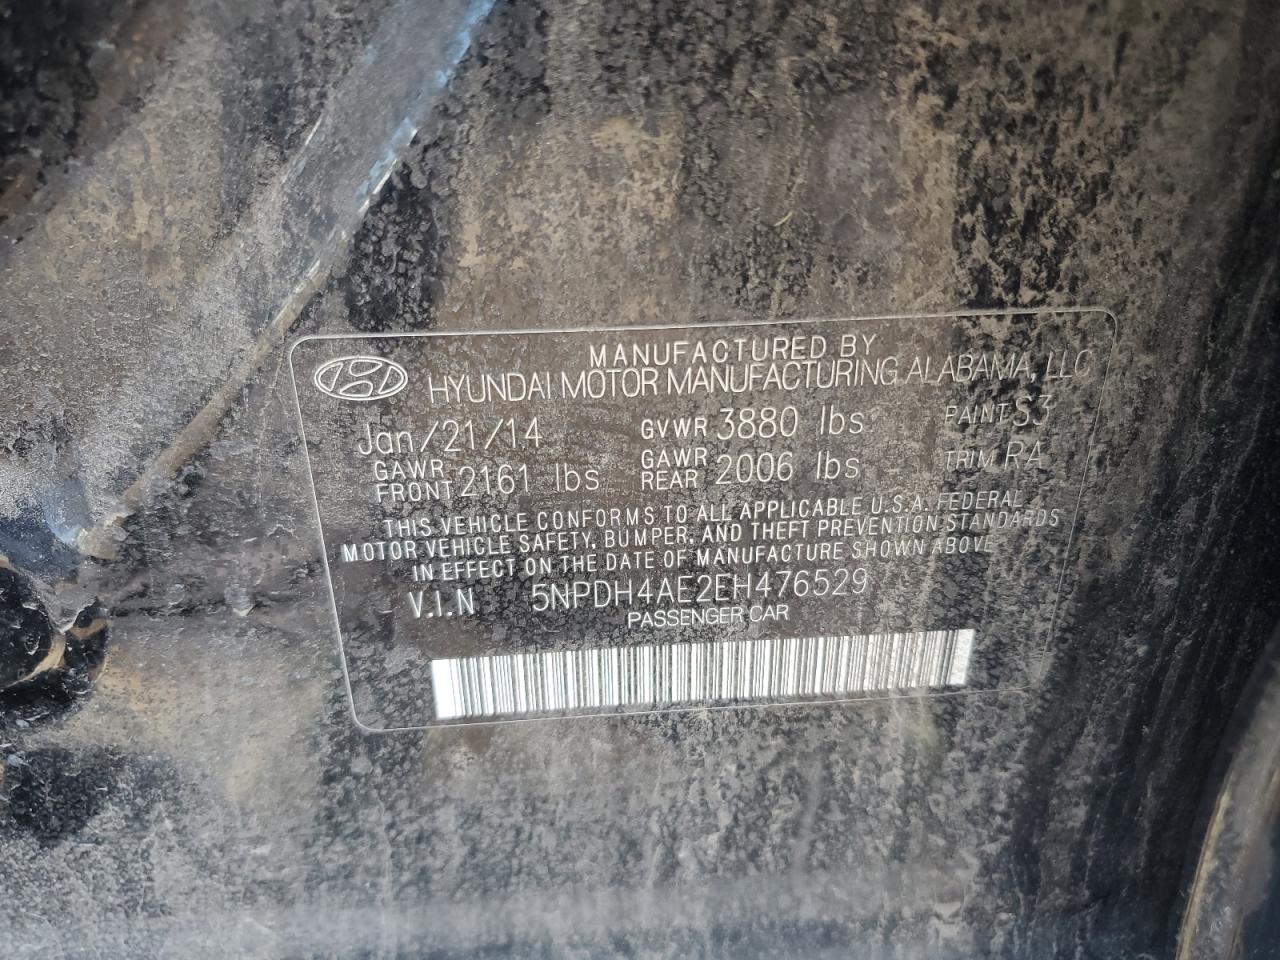 MANUFACTURED BY
HYUNDAI MOTOR MANUFACTURING ALABAMA, LLC
Jan/21/14 GVWR 3880 lbs PAINT S3
GAWR FRONT 2161 lbs GAWR REAR 2006 lbs TRIM RA
THIS VEHICLE CONFORMS TO ALL APPLICABLE U.S.A. FEDERAL
MOTOR VEHICLE SAFETY, BUMPER, AND THEFT PREVENTION STANDARDS
IN EFFECT ON THE DATE OF MANUFACTURE SHOWN ABOVE
V.I.N 5NPDH4AE2EH476529
PASSENGER CAR